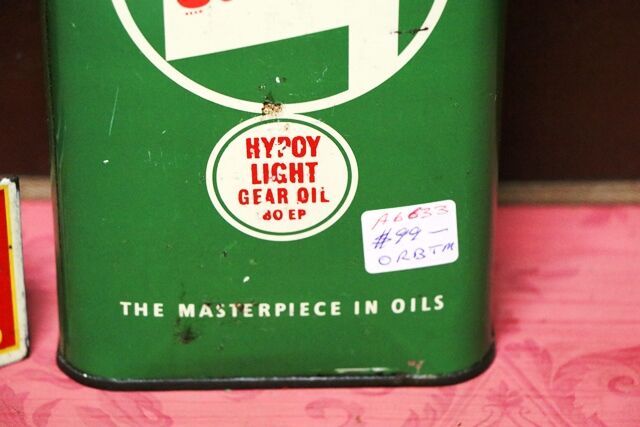 HYPOY
LIGHT
GEAR OIL
80 EP
A6633
#99-
ORBTM
THE MASTERPIECE IN OILS